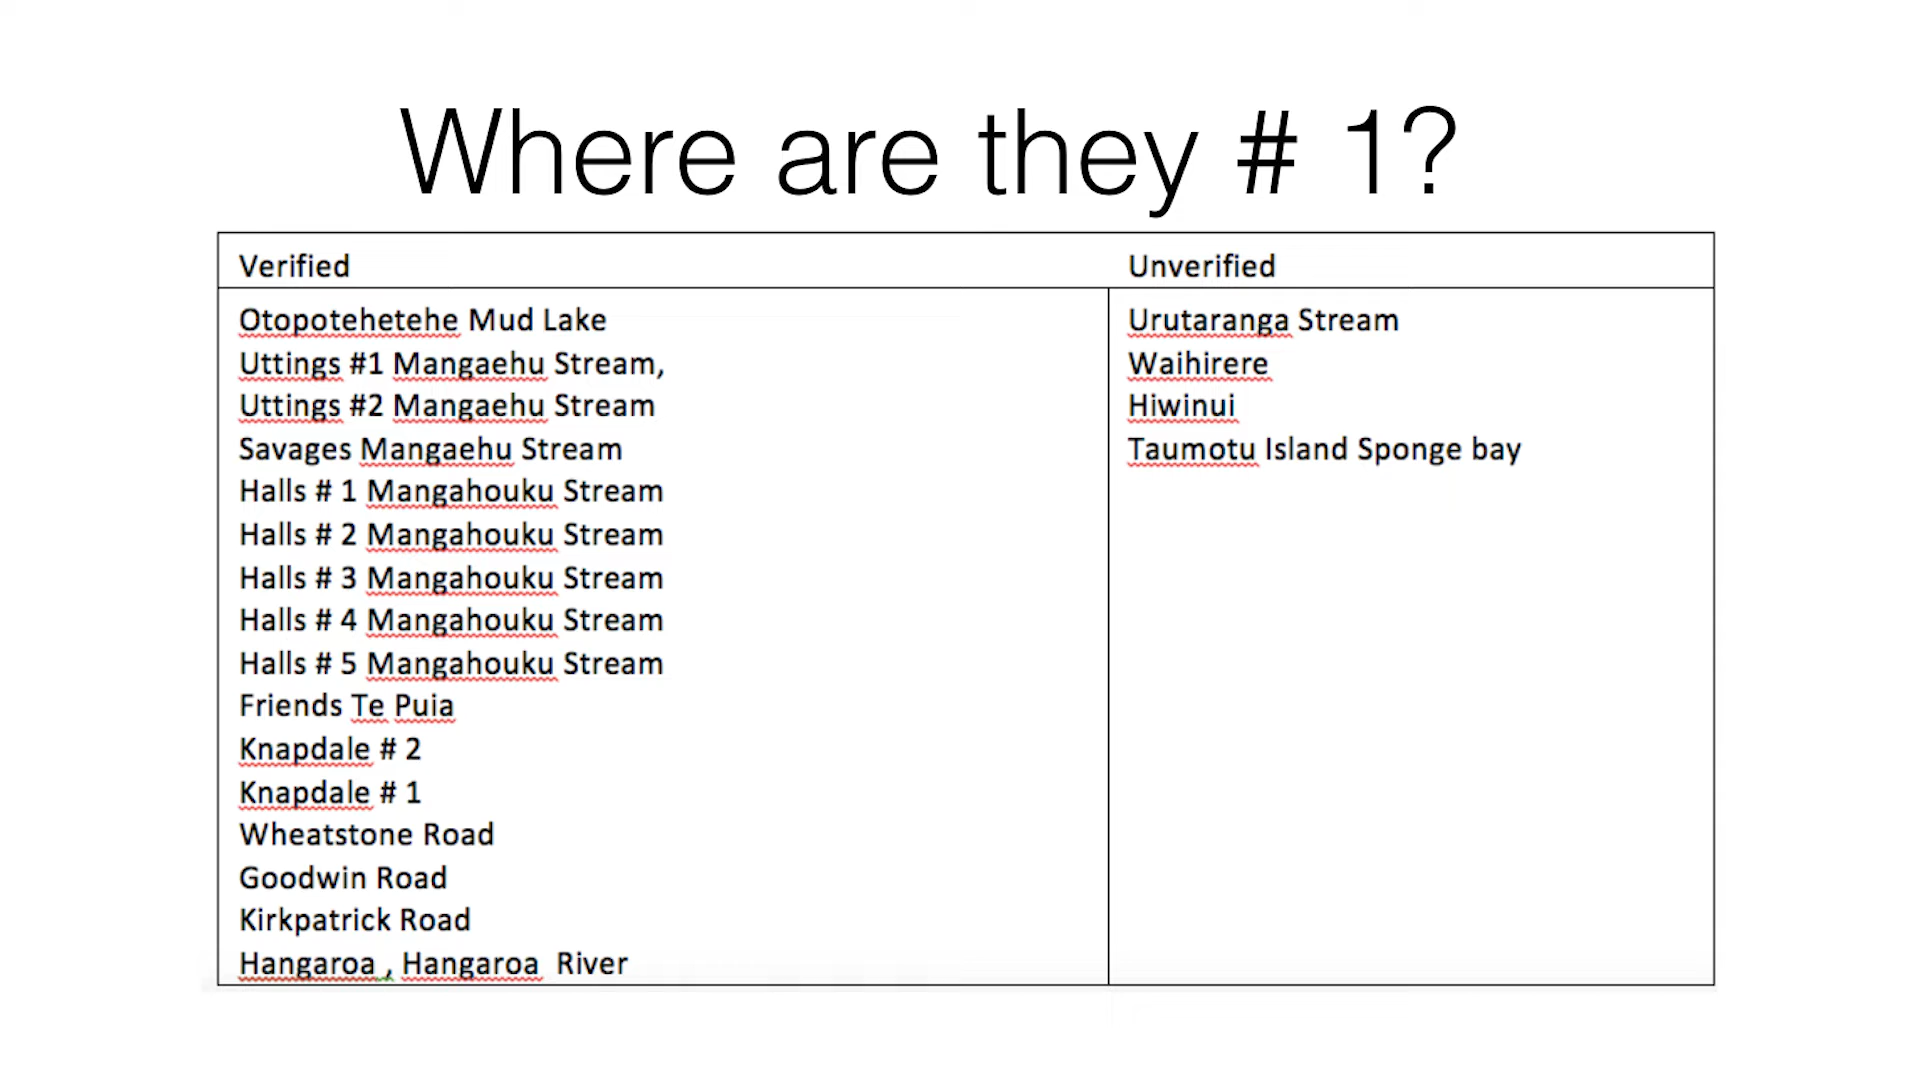 Where are they # 1?
Verified
Unverified
Otopotehetehe Mud Lake
Uttings #1 Mangaehu Stream,
Uttings #2 Mangaehu Stream
Savages Mangaehu Stream
Halls # 1 Mangahouku Stream
Halls # 2 Mangahouku Stream
Halls # 3 Mangahouku Stream
Halls # 4 Mangahouku Stream
Halls # 5 Mangahouku Stream
Friends Te Puia
Knapdale # 2
Knapdale # 1
Wheatstone Road
Goodwin Road
Kirkpatrick Road
Hangaroa , Hangaroa  River
Urutaranga Stream
Waihirere
Hiwinui
Taumotu Island Sponge bay